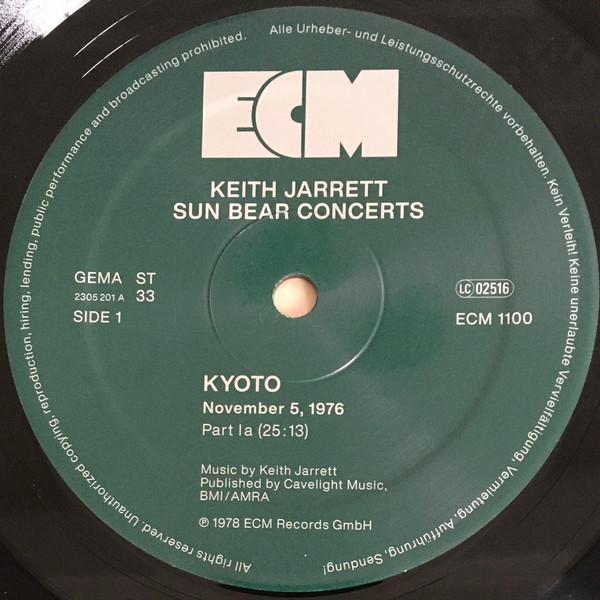 Alle Urheber- und Leistungsschutzrechte vorbehalten. Kein Verleih! Keine unerlaubte Vervielfältigung, Vermietung, Aufführung, Sendung!
ECM
KEITH JARRETT
SUN BEAR CONCERTS
GEMA ST
2305 201 A 33
SIDE 1
LC 02516
ECM 1100
KYOTO
November 5, 1976
Part Ia (25:13)
Music by Keith Jarrett
Published by Cavelight Music,
BMI/AMRA
℗ 1978 ECM Records GmbH
All rights reserved. Unauthorized copying, reproduction, hiring, lending, public performance and broadcasting prohibited.